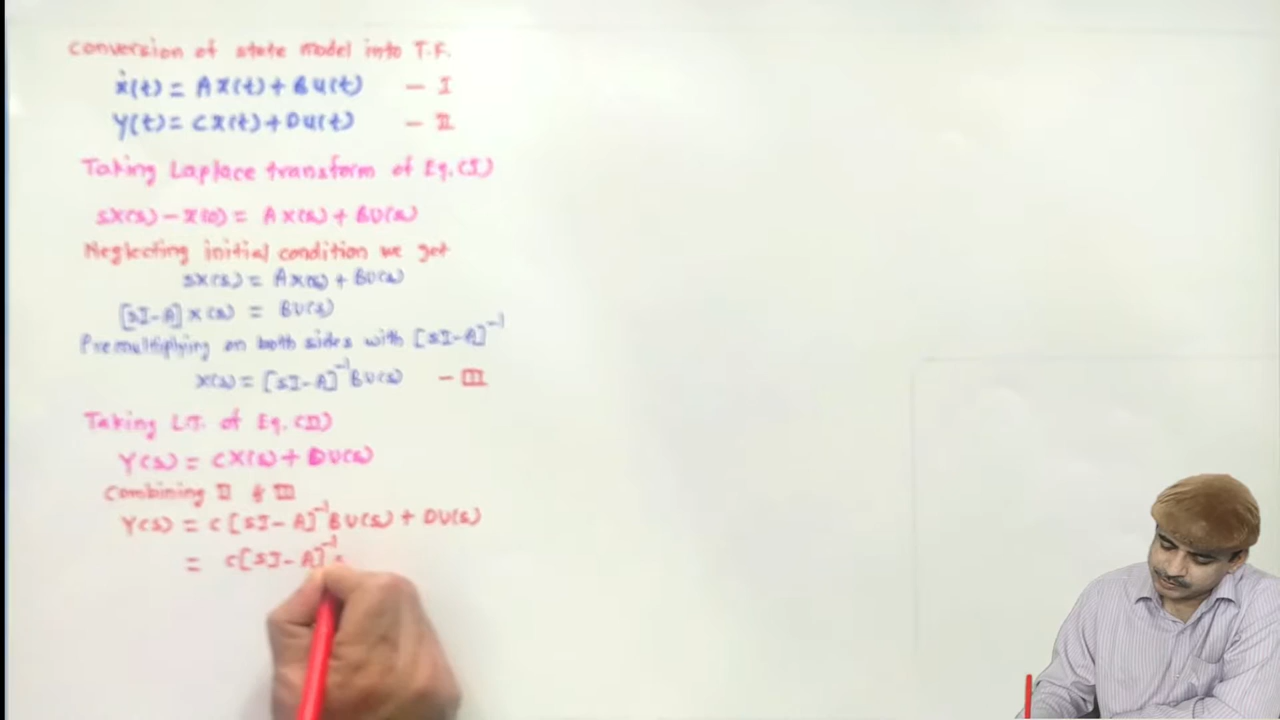 Conversion of state model into T.F.
ẋ(t) = AX(t) + BU(t) — I
Y(t) = CX(t) + DU(t) — II
Taking Laplace transform of Eq.(I)
SX(s) - X(0) = AX(s) + BU(s)
Neglecting initial condition we get
SX(s) = AX(s) + BU(s)
[SI-A] X(s) = BU(s)
Premultiplying on both sides with [SI-A]⁻¹
X(s) = [SI-A]⁻¹ BU(s) — III
Taking L.T. of Eq.(II)
Y(s) = CX(s) + DU(s)
Combining II & III
Y(s) = C[SI-A]⁻¹ BU(s) + DU(s)
= C[SI-A]⁻¹